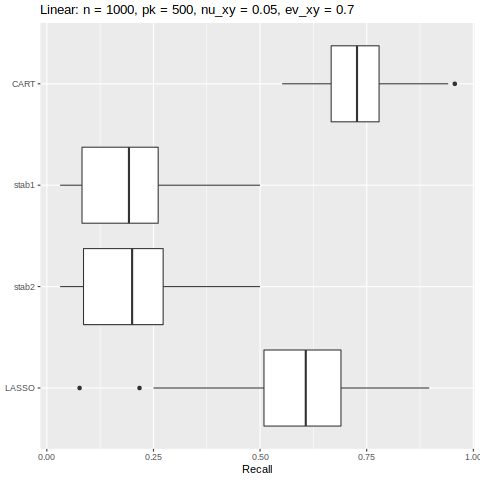 Linear: n = 1000, pk = 500, nu_xy = 0.05, ev_xy = 0.7
CART
stab1
stab2
LASSO
0.00 0.25 0.50 0.75 1.00
Recall